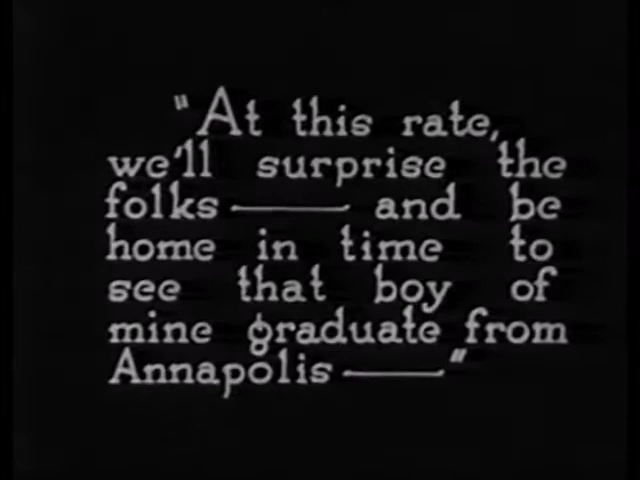 "At this rate,
we'll surprise the
folks —— and be
home in time to
see that boy of
mine graduate from
Annapolis ——"